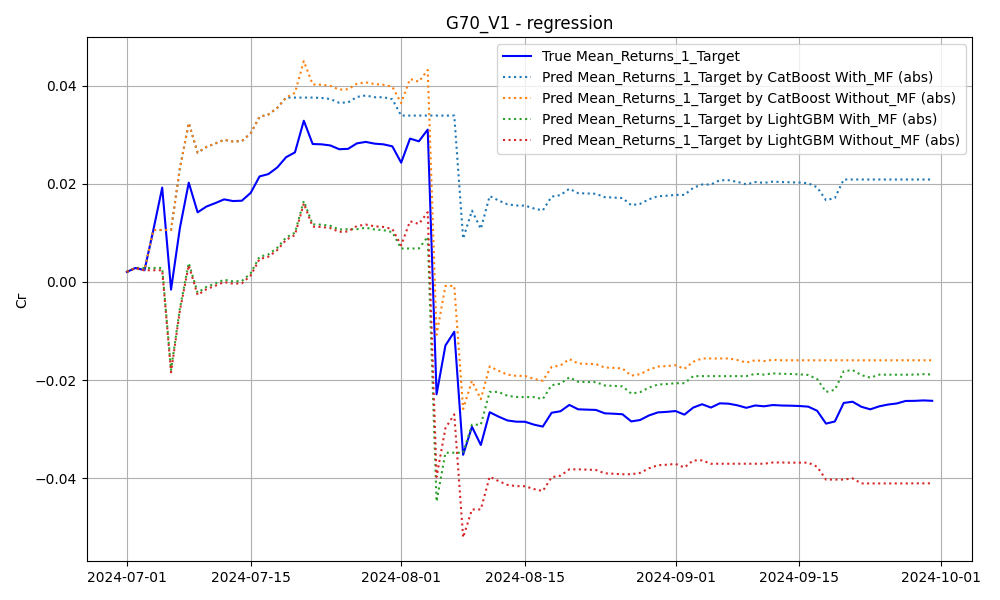 G70_V1 - regression
True Mean_Returns_1_Target
Pred Mean_Returns_1_Target by CatBoost With_MF (abs)
Pred Mean_Returns_1_Target by CatBoost Without_MF (abs)
Pred Mean_Returns_1_Target by LightGBM With_MF (abs)
Pred Mean_Returns_1_Target by LightGBM Without_MF (abs)
Cr
0.04
0.02
0.00
−0.02
−0.04
2024-07-01
2024-07-15
2024-08-01
2024-08-15
2024-09-01
2024-09-15
2024-10-01